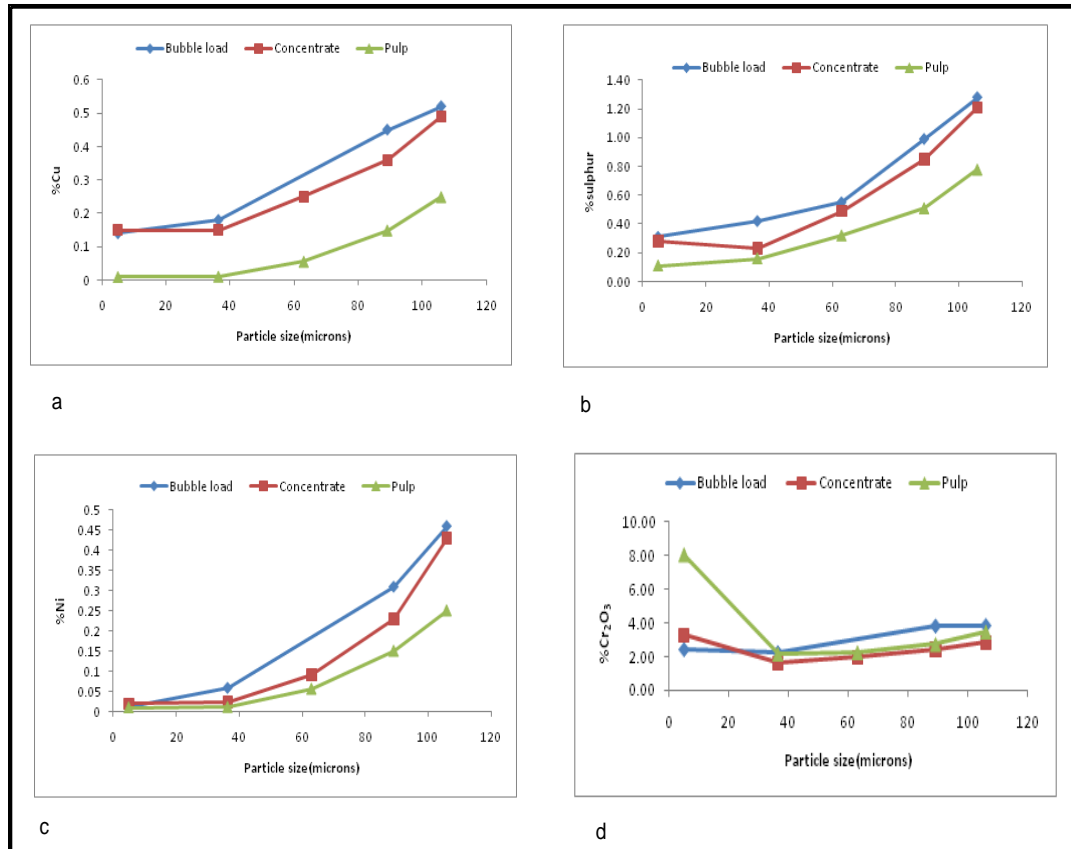 Bubble load Concentrate Pulp
%Cu
0.6
0.5
0.4
0.3
0.2
0.1
0
0 20 40 60 80 100 120
Particle size(microns)
a
Bubble load Concentrate Pulp
%sulphur
1.40
1.20
1.00
0.80
0.60
0.40
0.20
0.00
0 20 40 60 80 100 120
Particle size(microns)
b
Bubble load Concentrate Pulp
%Ni
0.5
0.45
0.4
0.35
0.3
0.25
0.2
0.15
0.1
0.05
0
0 20 40 60 80 100 120
Particle size(microns)
c
Bubble load Concentrate Pulp
%Cr₂O₃
10.00
8.00
6.00
4.00
2.00
0.00
0 20 40 60 80 100 120
Particle size(microns)
d